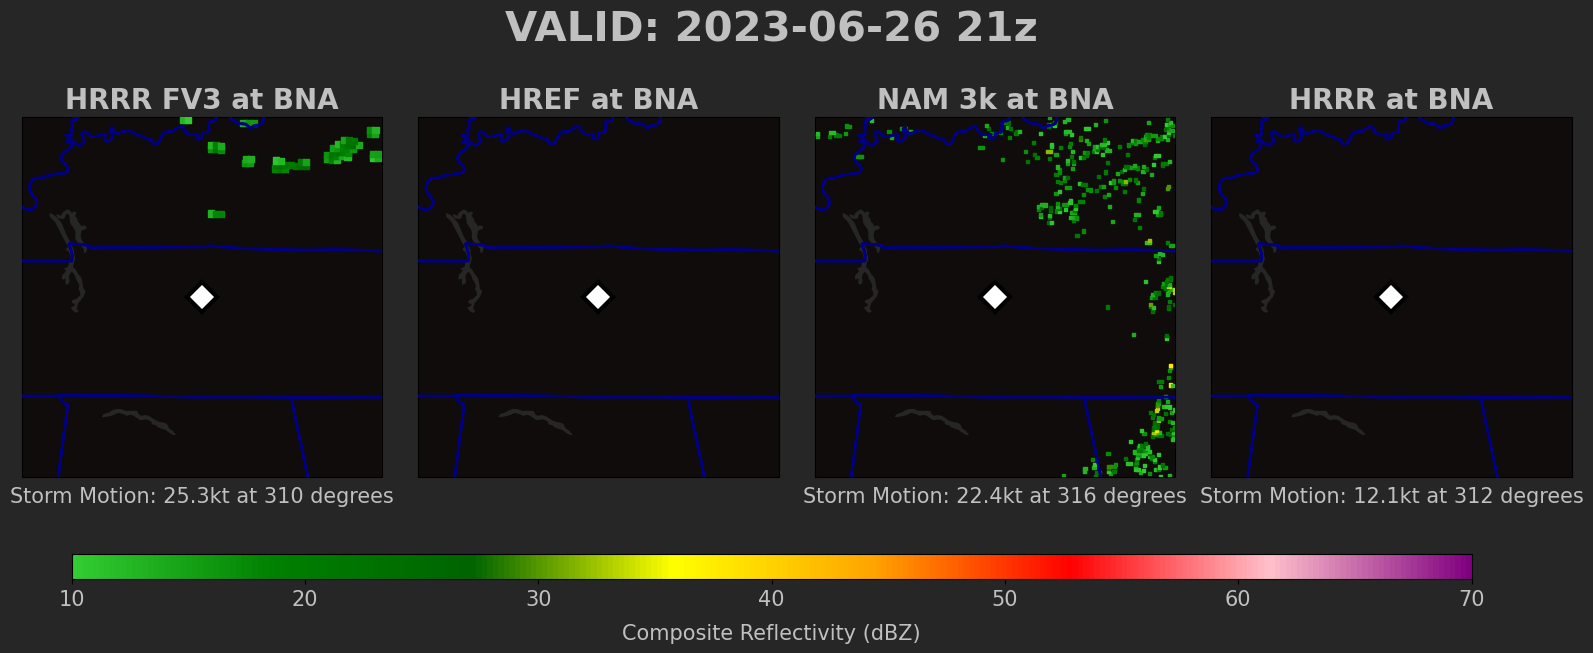 VALID: 2023-06-26 21z
HRRR FV3 at BNA
HREF at BNA
NAM 3k at BNA
HRRR at BNA
Storm Motion: 25.3kt at 310 degrees
Storm Motion: 22.4kt at 316 degrees
Storm Motion: 12.1kt at 312 degrees
10 20 30 40 50 60 70
Composite Reflectivity (dBZ)